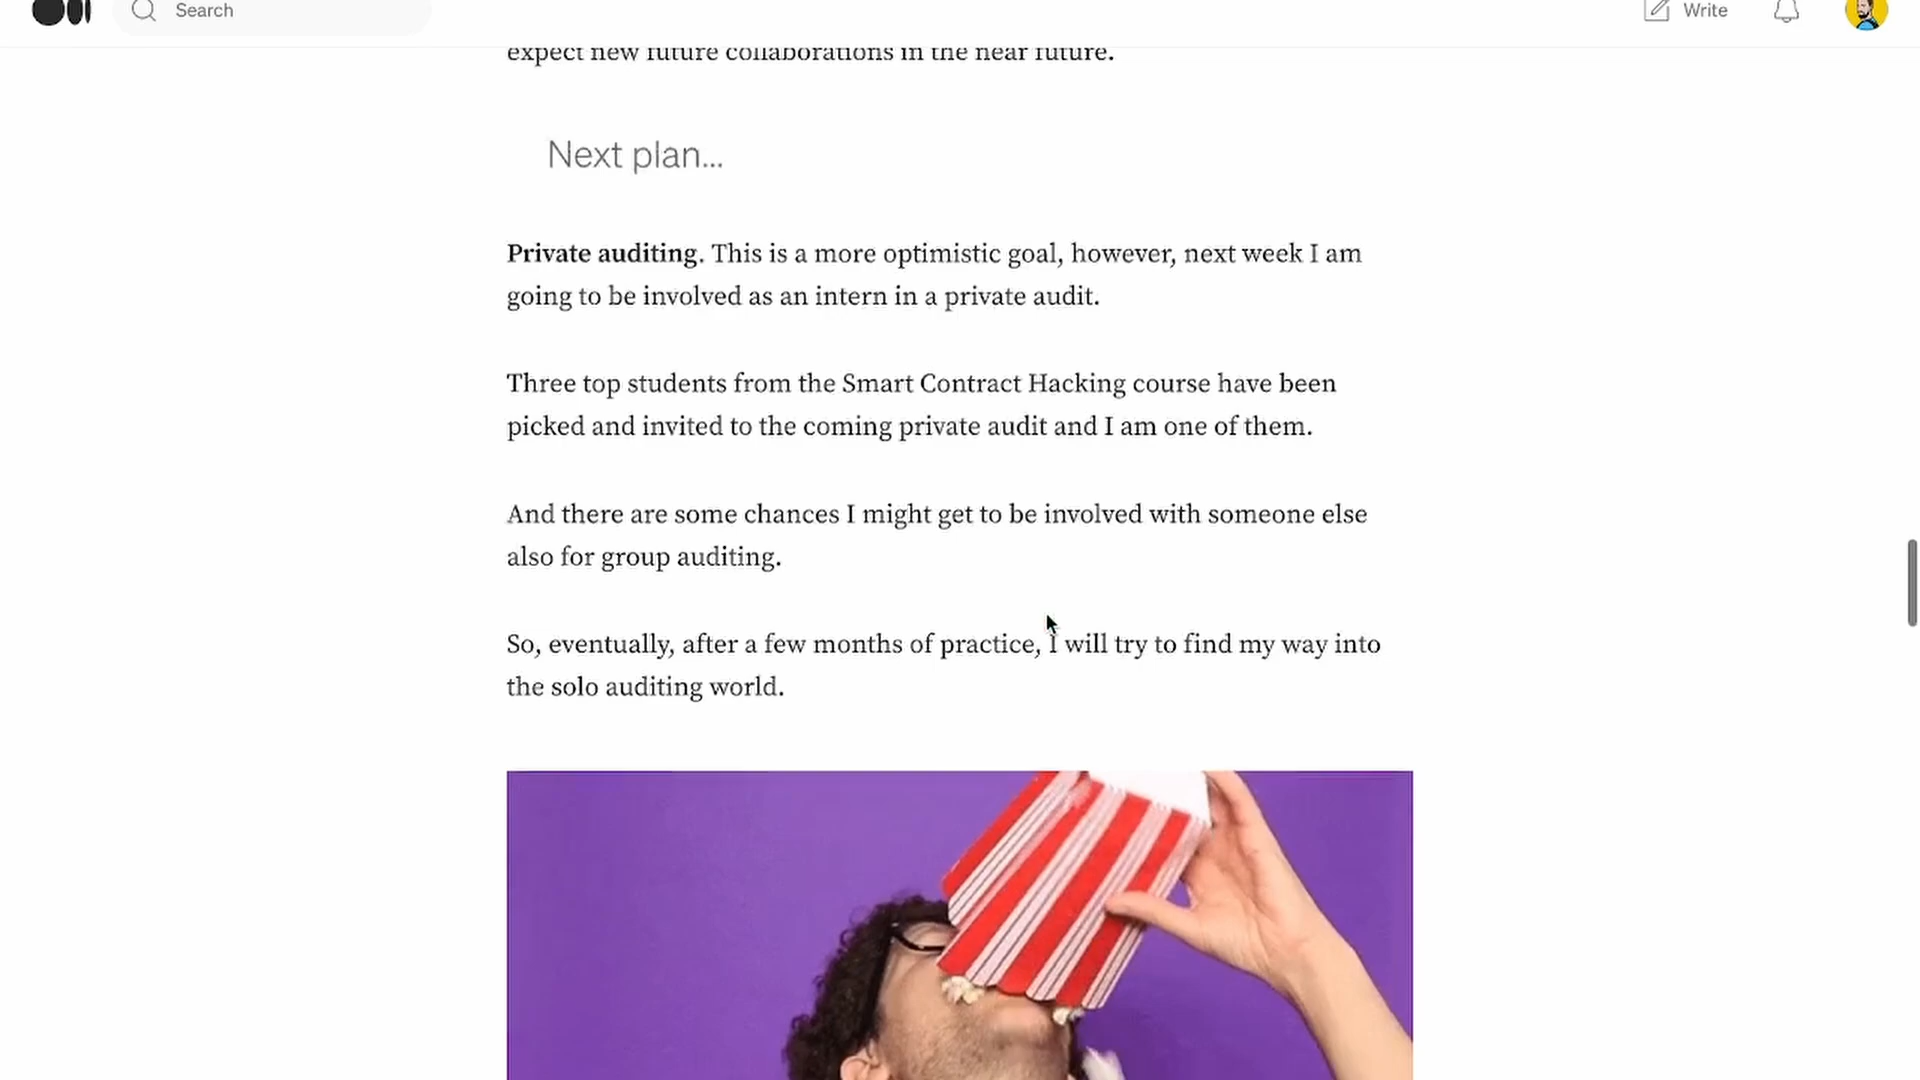 Search
Write
expect new future collaborations in the near future.
Next plan...
Private auditing. This is a more optimistic goal, however, next week I am
going to be involved as an intern in a private audit.
Three top students from the Smart Contract Hacking course have been
picked and invited to the coming private audit and I am one of them.
And there are some chances I might get to be involved with someone else
also for group auditing.
So, eventually, after a few months of practice, I will try to find my way into
the solo auditing world.